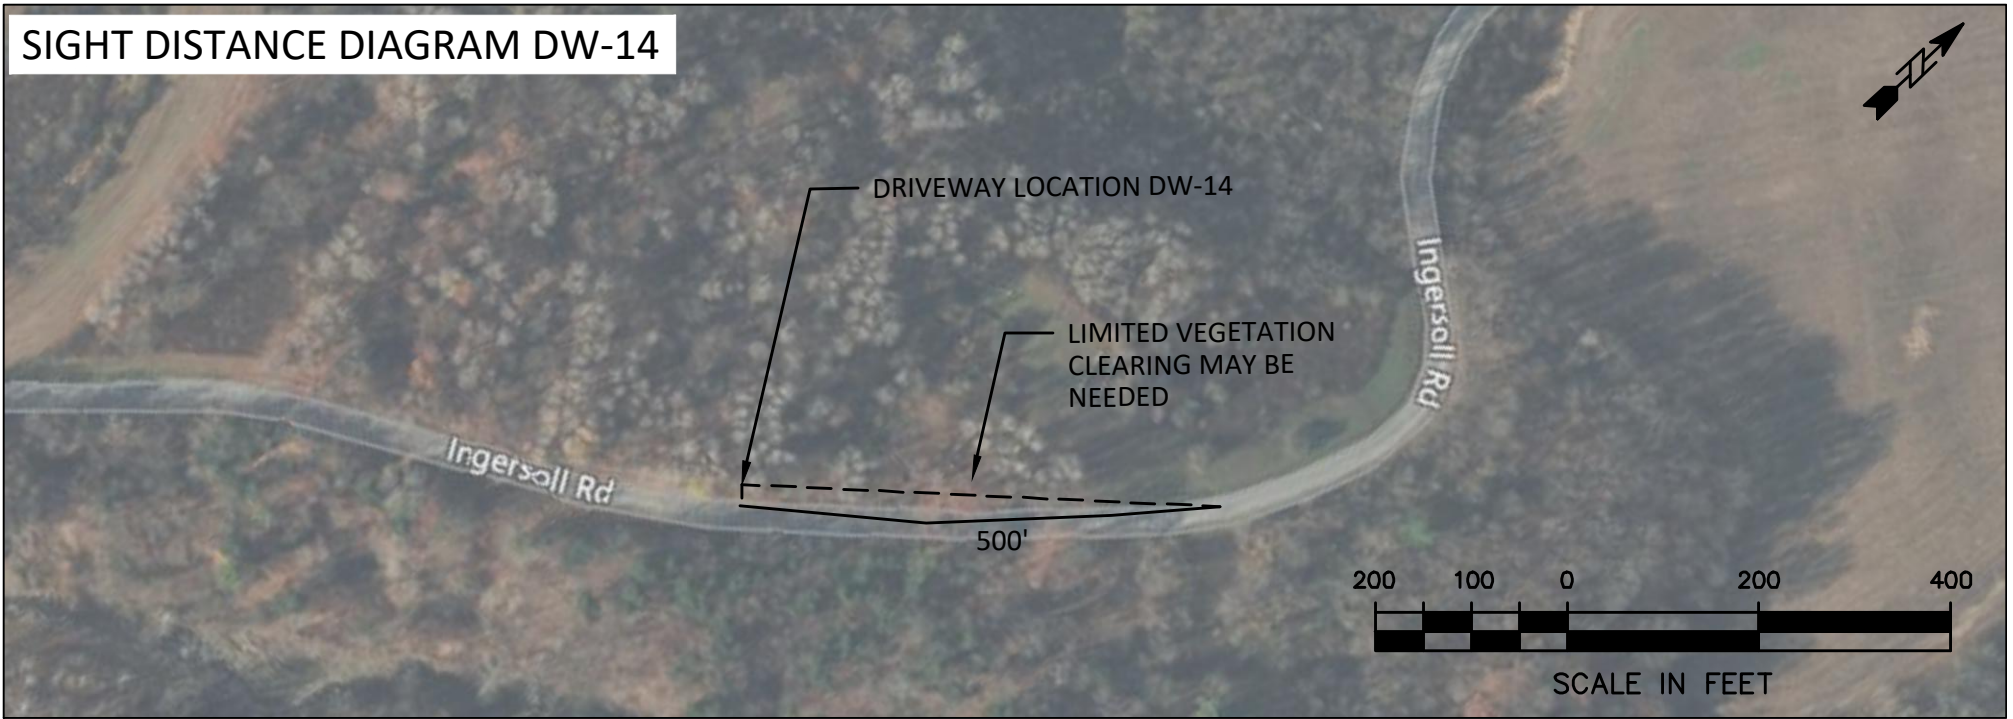 SIGHT DISTANCE DIAGRAM DW-14
N
DRIVEWAY LOCATION DW-14
Ingersoll Rd
LIMITED VEGETATION
CLEARING MAY BE
NEEDED
Ingersoll Rd
500'
200 100 0 200 400
SCALE IN FEET